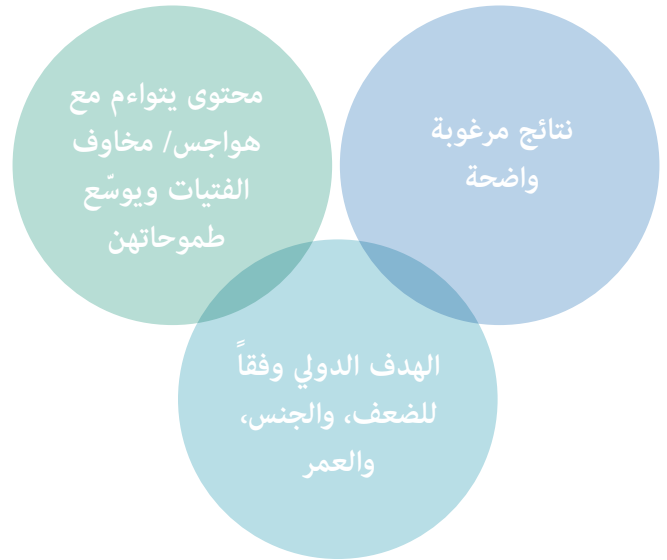 نتائج مرغوبة
واضحة
محتوى يتواءم مع
هواجس/ مخاوف
الفتيات ويوسّع
طموحاتهن
الهدف الدولي وفقاً
للضعف، والجنس،
والعمر